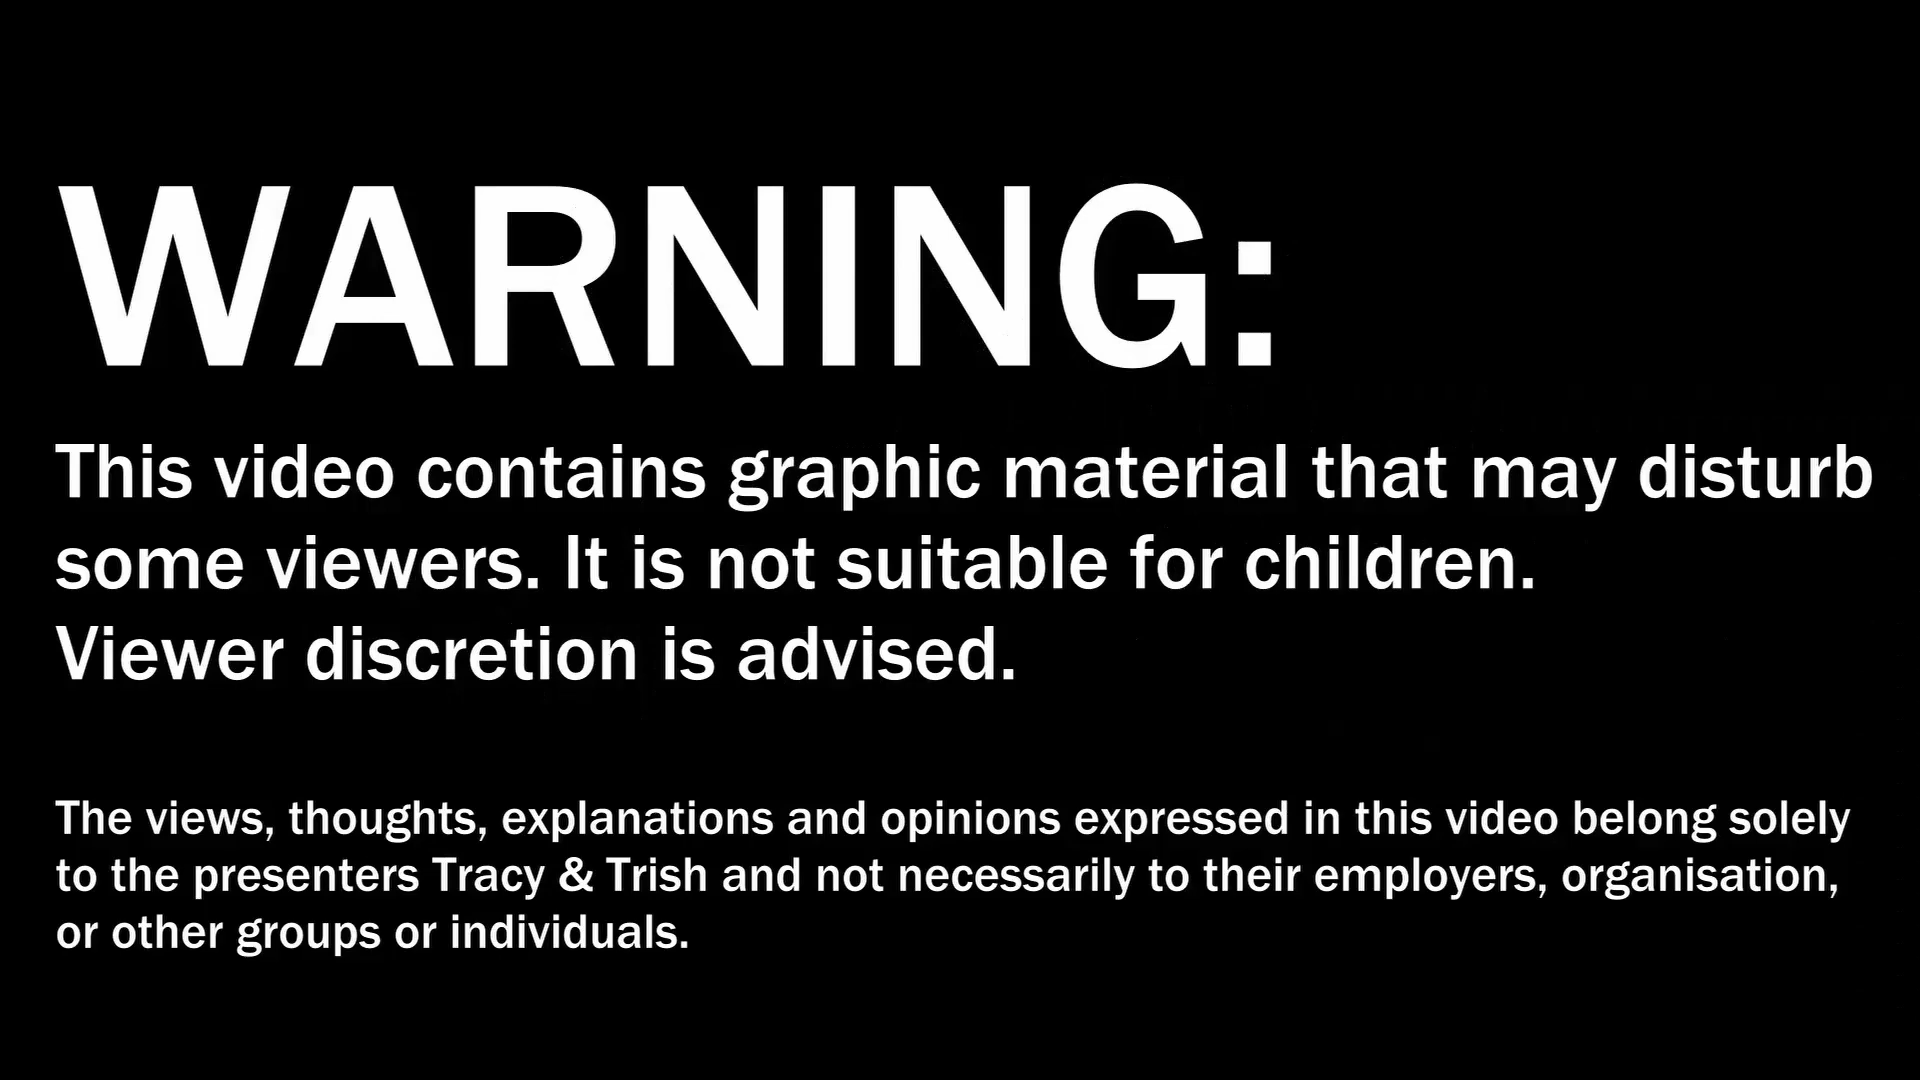 WARNING:
This video contains graphic material that may disturb
some viewers. It is not suitable for children.
Viewer discretion is advised.
The views, thoughts, explanations and opinions expressed in this video belong solely
to the presenters Tracy & Trish and not necessarily to their employers, organisation,
or other groups or individuals.